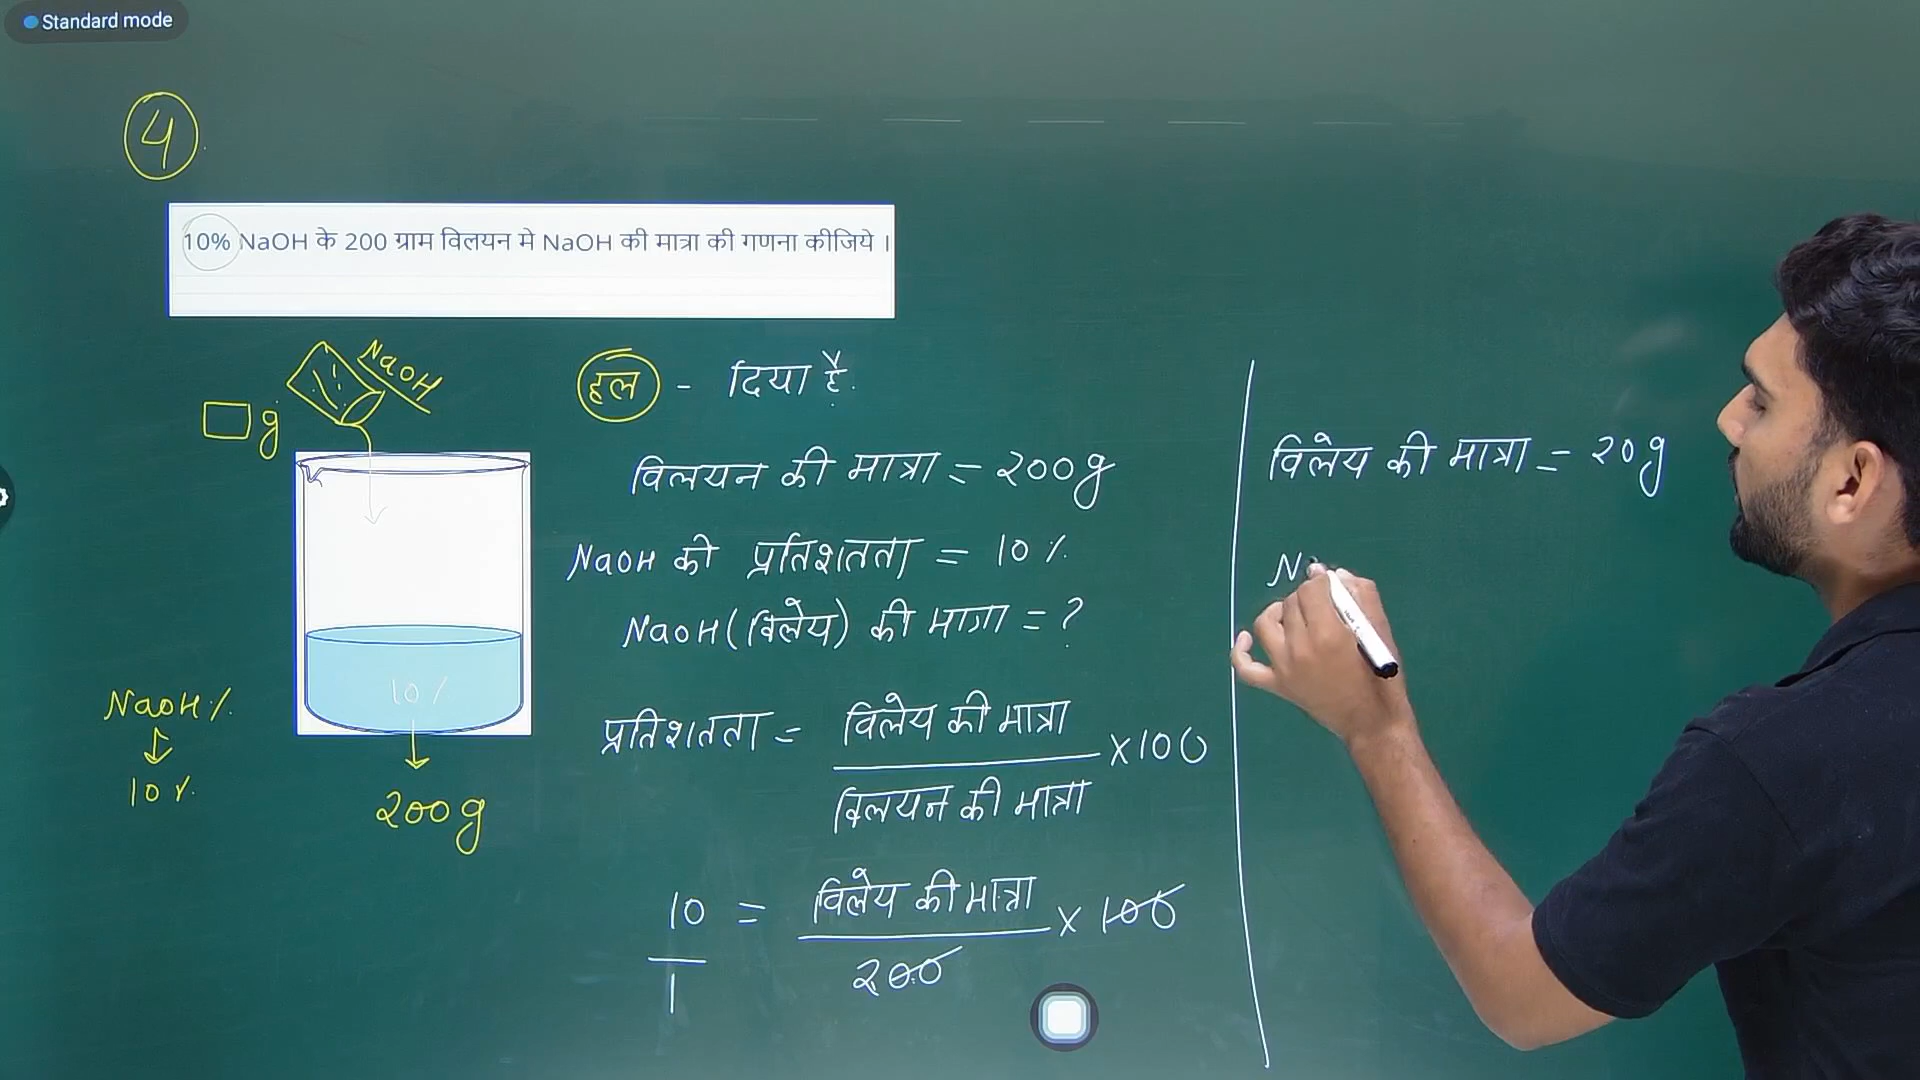 Standard mode
4
10% NaOH के 200 ग्राम विलयन मे NaOH की मात्रा की गणना कीजिये ।
NaOH
g
10%
NaOH%
10%
200g
हल - दिया है.
विलयन की मात्रा = 200g
NaOH की प्रतिशतता = 10%
NaOH (विलेय) की मात्रा = ?
प्रतिशतता = विलेय की मात्रा × 100
विलयन की मात्रा
10 = विलेय की मात्रा × 100
1 200
विलेय की मात्रा = 20g
N